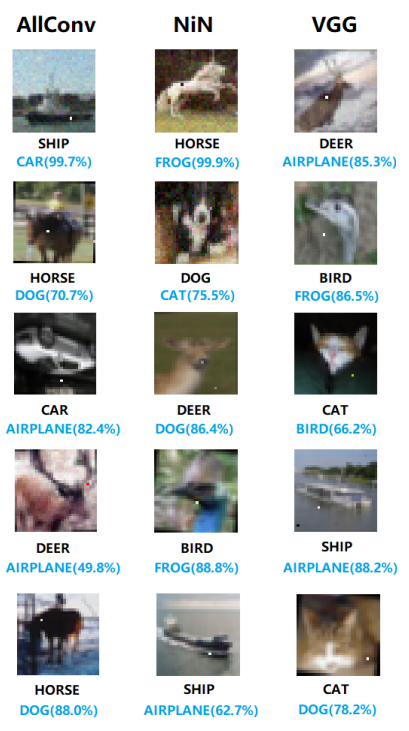 AllConv NiN VGG
SHIP HORSE DEER
CAR(99.7%) FROG(99.9%) AIRPLANE(85.3%)
HORSE DOG BIRD
DOG(70.7%) CAT(75.5%) FROG(86.5%)
CAR DEER CAT
AIRPLANE(82.4%) DOG(86.4%) BIRD(66.2%)
DEER BIRD SHIP
AIRPLANE(49.8%) FROG(88.8%) AIRPLANE(88.2%)
HORSE SHIP CAT
DOG(88.0%) AIRPLANE(62.7%) DOG(78.2%)